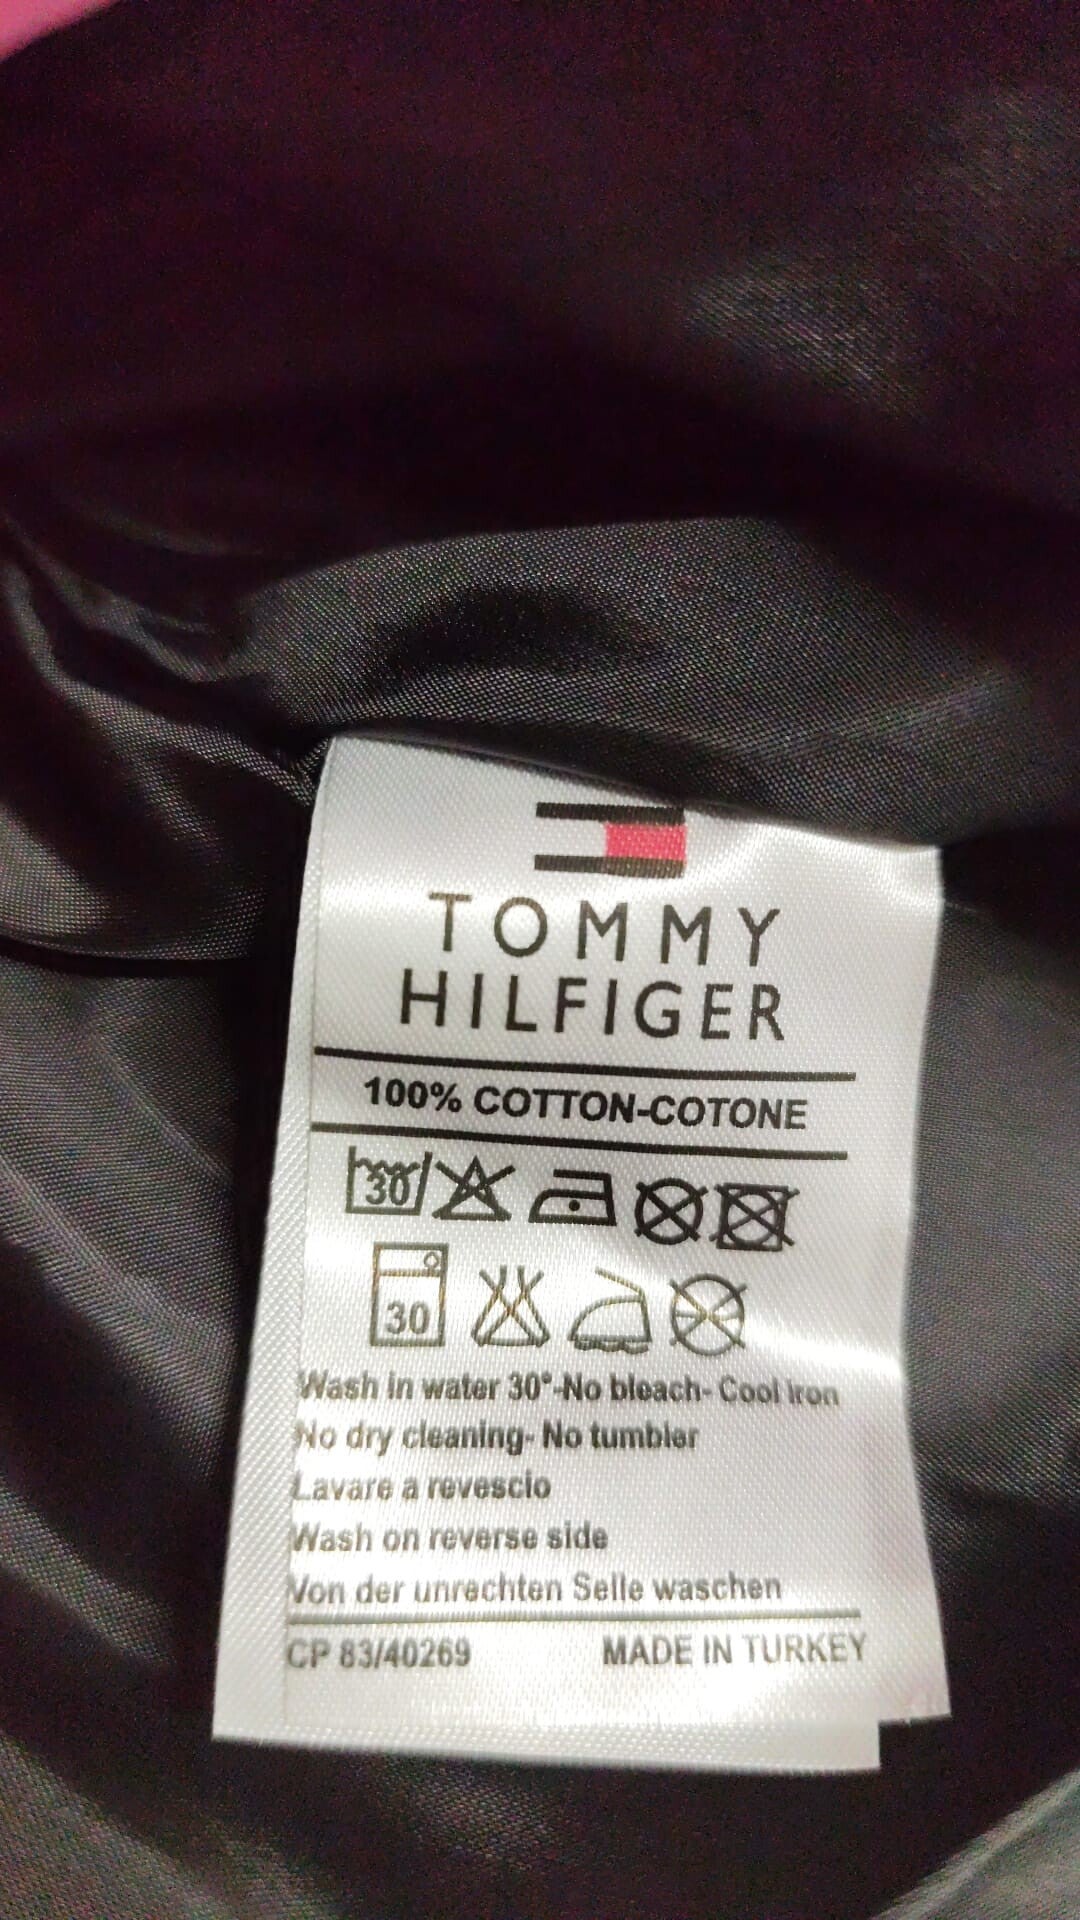 TOMMY
HILFIGER
100% COTTON-COTONE
30
30
Wash in water 30°-No bleach- Cool iron
No dry cleaning- No tumbler
Lavare a revescio
Wash on reverse side
Von der unrechten Selle waschen
CP 83/40269 MADE IN TURKEY